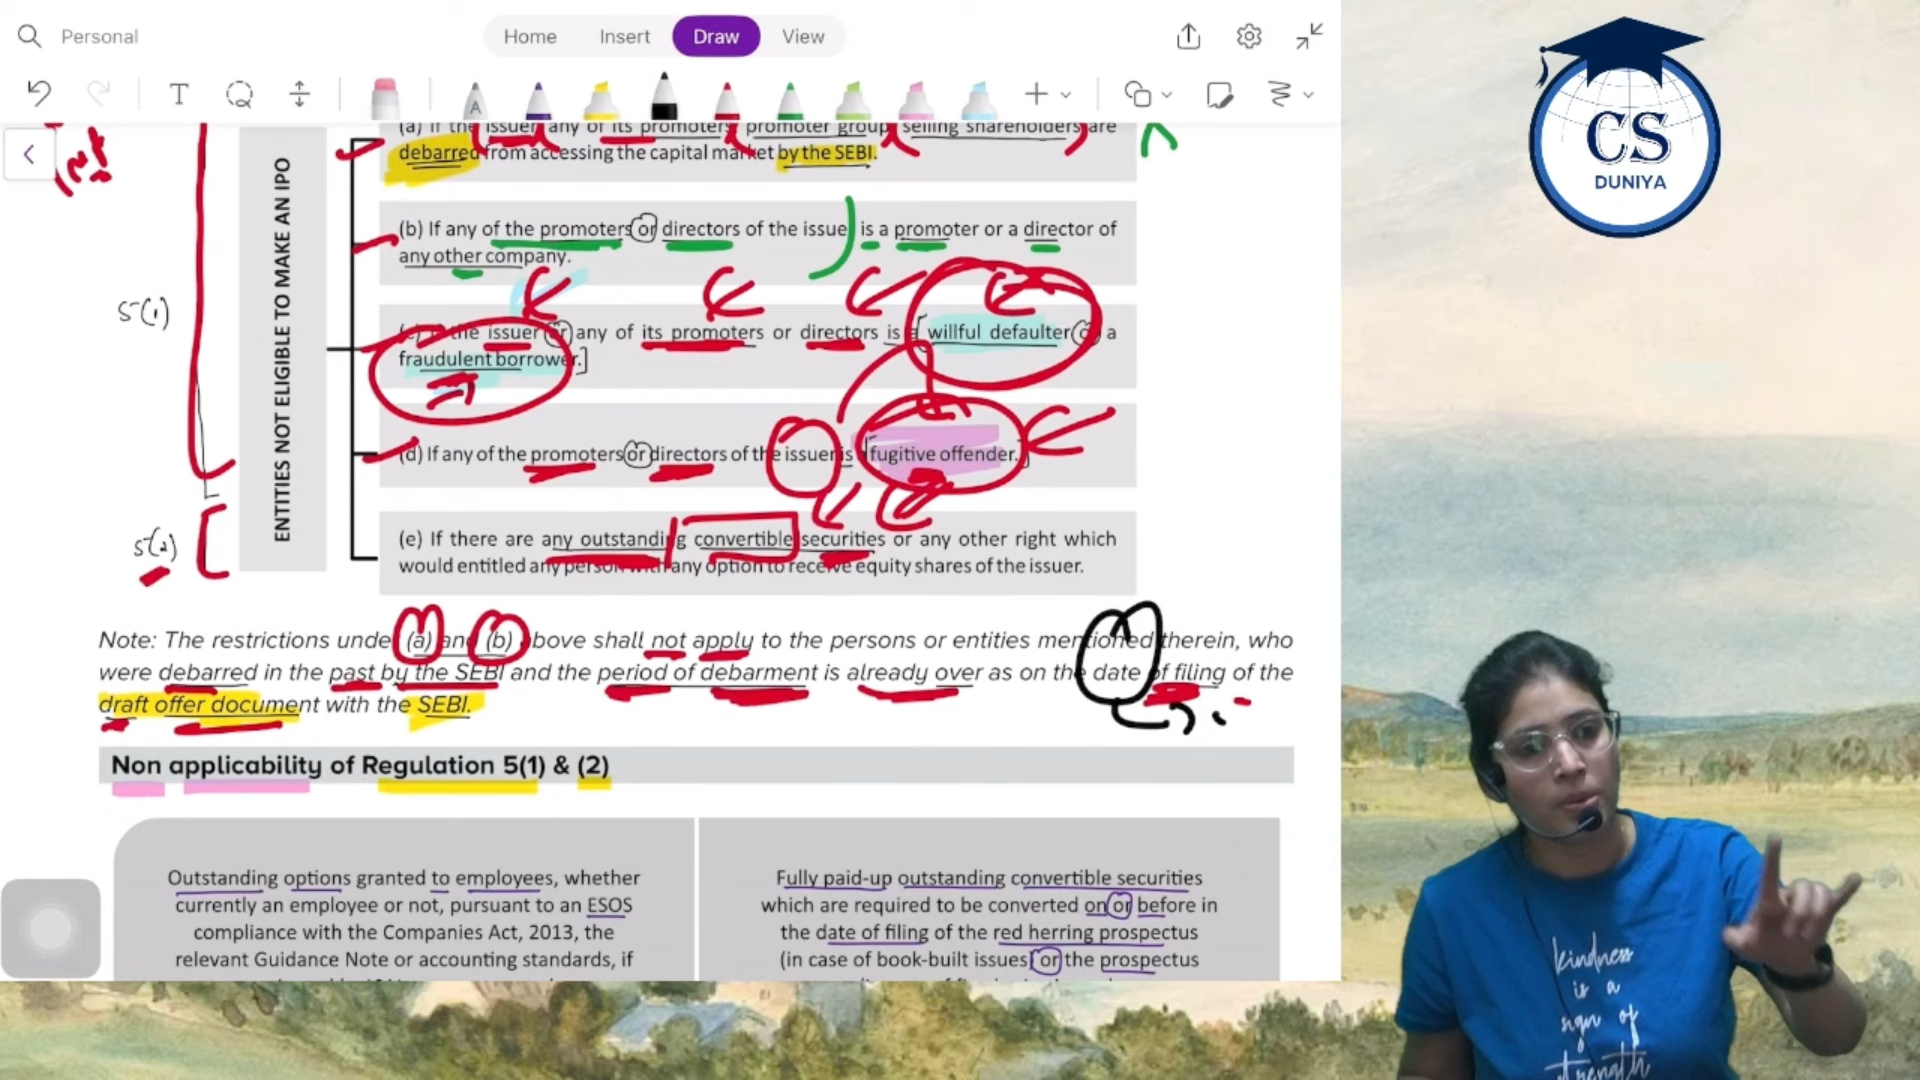 Personal
Home Insert Draw View
T
A
(a) If the issuer, any of its promoters, promoter group, selling shareholders are
debarred from accessing the capital market by the SEBI.
(b) If any of the promoters or directors of the issuer is a promoter or a director of
any other company.
5(1)
(c) If the issuer or any of its promoters or directors is a willful defaulter or a
fraudulent borrower.
(d) If any of the promoters or directors of the issuer is a fugitive offender.
5(2)
(e) If there are any outstanding convertible securities or any other right which
would entitled any person with any option to receive equity shares of the issuer.
ENTITIES NOT ELIGIBLE TO MAKE AN IPO
Note: The restrictions under (a) and (b) above shall not apply to the persons or entities mentioned therein, who
were debarred in the past by the SEBI and the period of debarment is already over as on the date of filing of the
draft offer document with the SEBI.
Non applicability of Regulation 5(1) & (2)
Outstanding options granted to employees, whether
currently an employee or not, pursuant to an ESOS
compliance with the Companies Act, 2013, the
relevant Guidance Note or accounting standards, if
Fully paid-up outstanding convertible securities
which are required to be converted on or before in
the date of filing of the red herring prospectus
(in case of book-built issues) or the prospectus
CS
DUNIYA
kindness
is a
sign of
strength